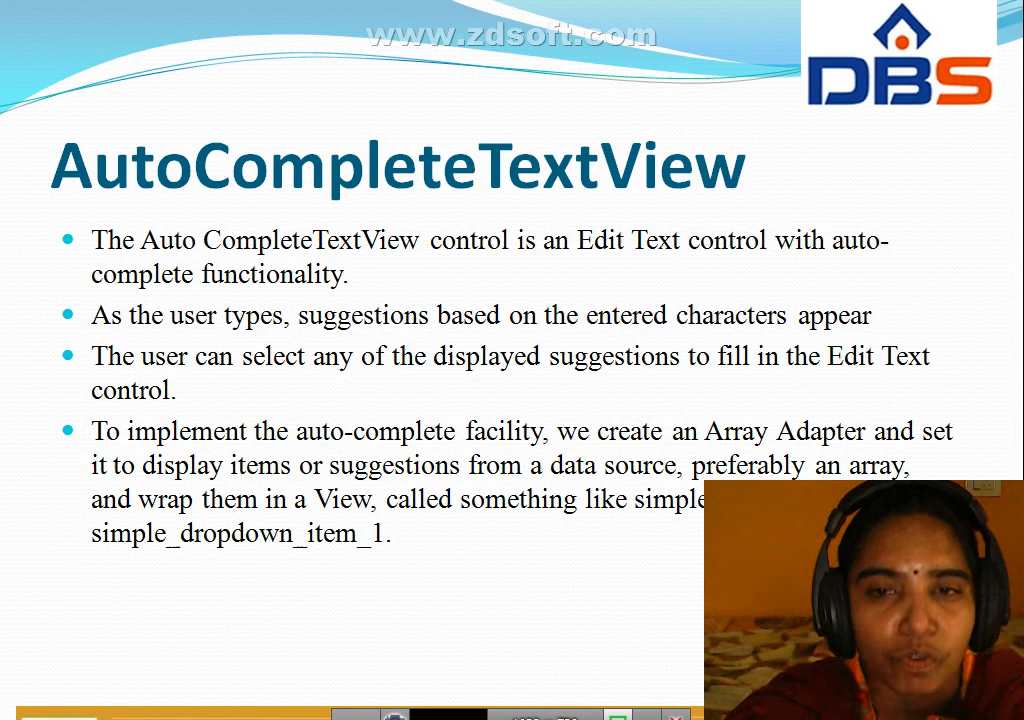 www.zdsoft.com
DBS
AutoCompleteTextView
The Auto CompleteTextView control is an Edit Text control with auto-
complete functionality.
As the user types, suggestions based on the entered characters appear
The user can select any of the displayed suggestions to fill in the Edit Text
control.
To implement the auto-complete facility, we create an Array Adapter and set
it to display items or suggestions from a data source, preferably an array,
and wrap them in a View, called something like simple
simple_dropdown_item_1.